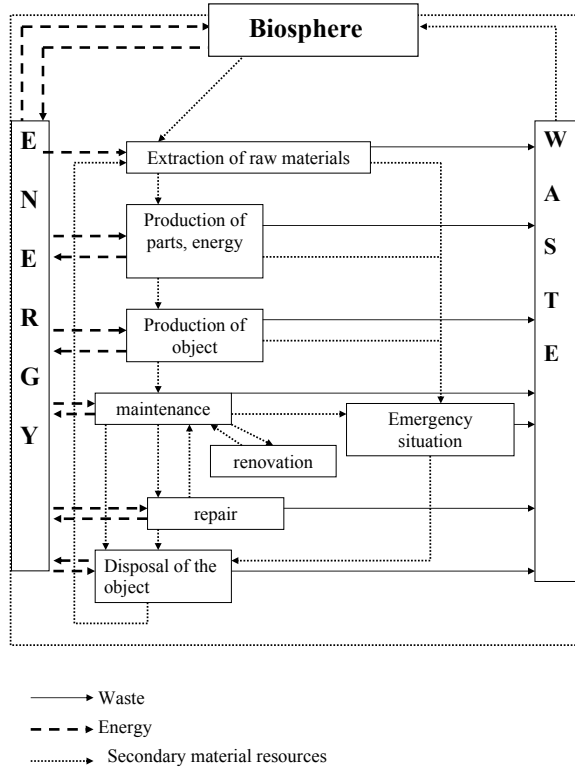 Biosphere
E
N
E
R
G
Y
W
A
S
T
E
Extraction of raw materials
Production of
parts, energy
Production of
object
maintenance
Emergency
situation
renovation
repair
Disposal of the
object
Waste
Energy
Secondary material resources